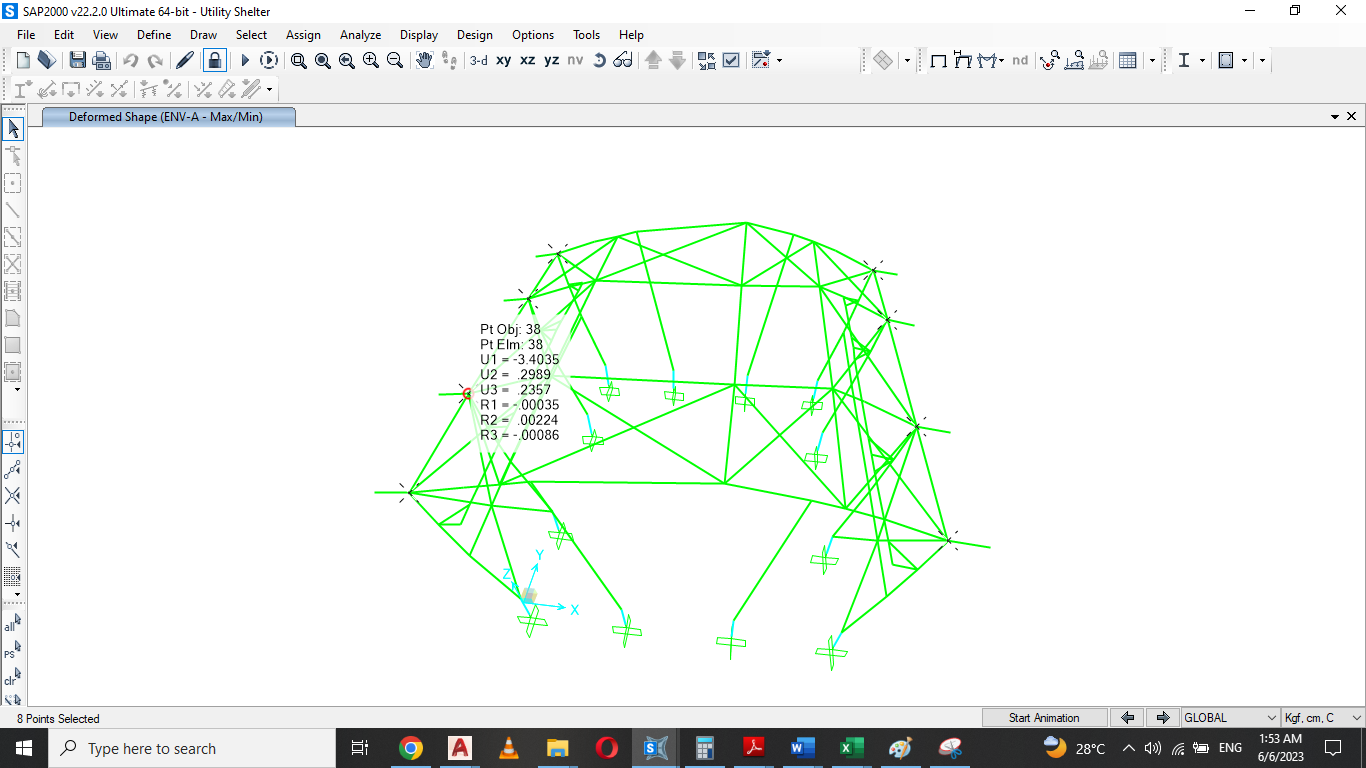 SAP2000 v22.2.0 Ultimate 64-bit - Utility Shelter
File Edit View Define Draw Select Assign Analyze Display Design Options Tools Help
3-d xy xz yz nv nd
Deformed Shape (ENV-A - Max/Min)
Pt Obj: 38
Pt Elm: 38
U1 = -3.4035
U2 = .2989
U3 = .2357
R1 = -.00035
R2 = .00224
R3 = -.00086
Y
Z
X
all
PS
clr
8 Points Selected
Start Animation
GLOBAL
Kgf, cm, C
Type here to search
28°C
ENG
1:53 AM
6/6/2023